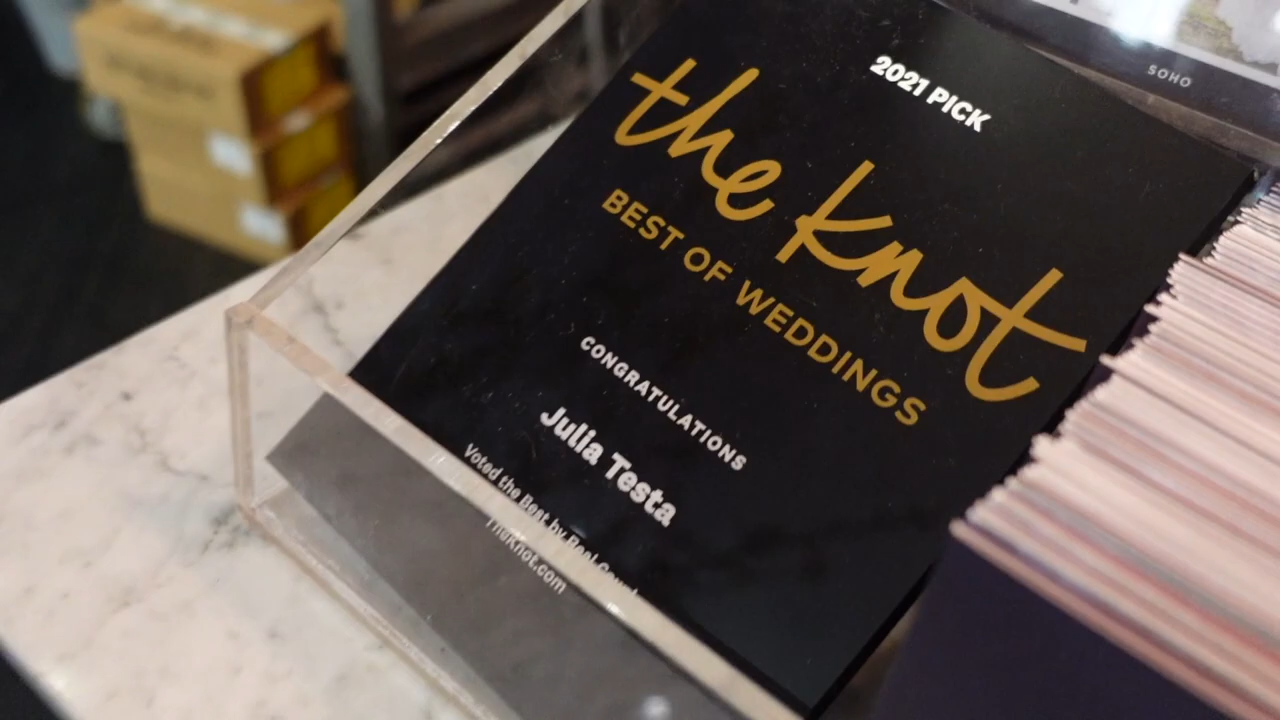 SOHO
2021 PICK
the knot
BEST OF WEDDINGS
CONGRATULATIONS
Julia Testa
Voted the Best by Real
TheKnot.com